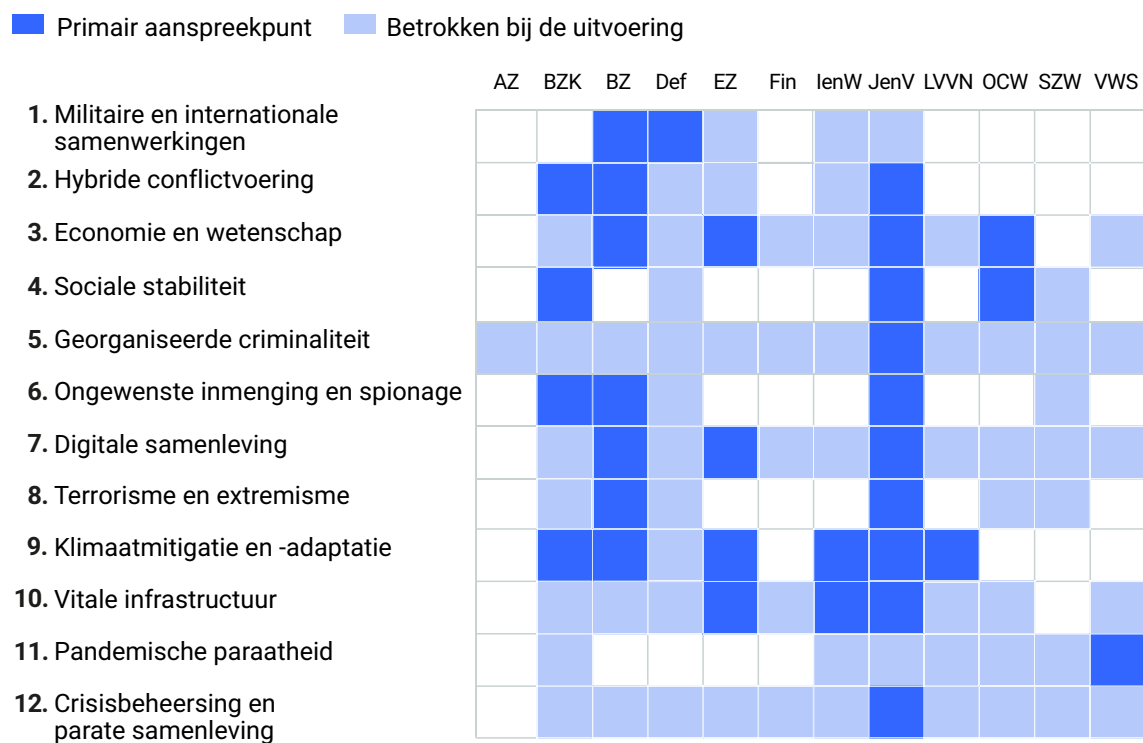 Primair aanspreekpunt Betrokken bij de uitvoering
AZ BZK BZ Def EZ Fin IenW JenV LVVN OCW SZW VWS
1. Militaire en internationale
samenwerkingen
2. Hybride conflictvoering
3. Economie en wetenschap
4. Sociale stabiliteit
5. Georganiseerde criminaliteit
6. Ongewenste inmenging en spionage
7. Digitale samenleving
8. Terrorisme en extremisme
9. Klimaatmitigatie en -adaptatie
10. Vitale infrastructuur
11. Pandemische paraatheid
12. Crisisbeheersing en
parate samenleving